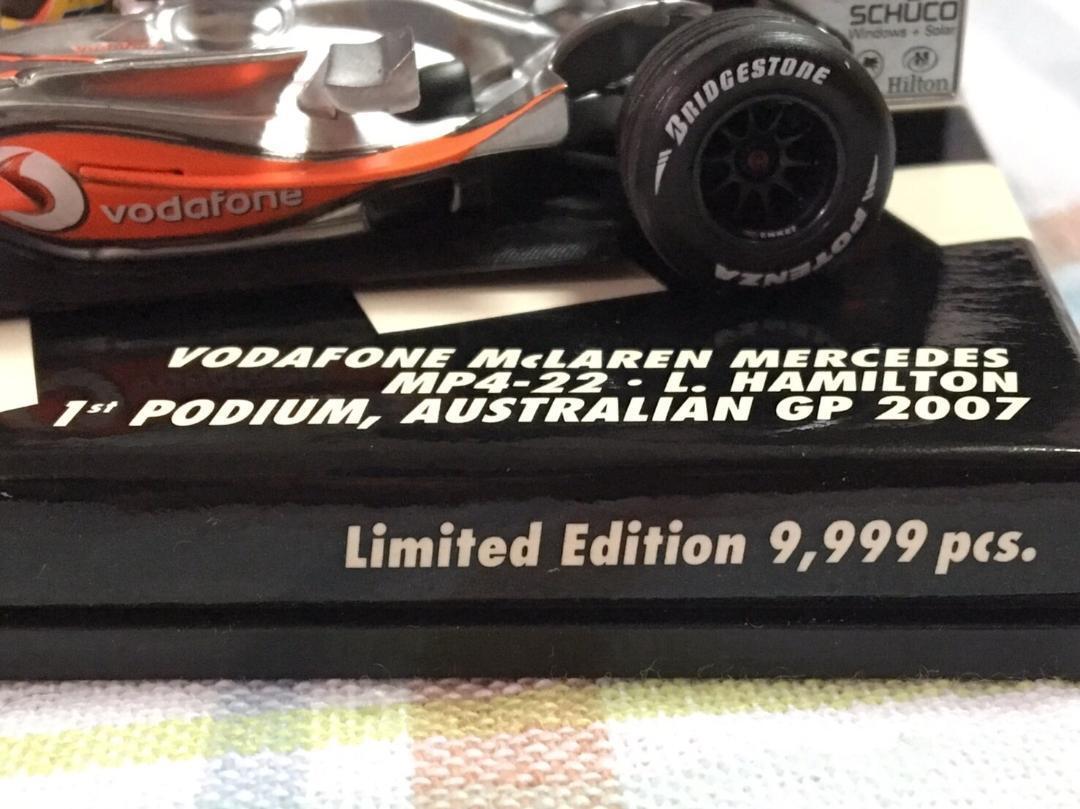 SCHÜCO
Windows + Solar
Hilton
BRIDGESTONE
POTENZA
vodafone
VODAFONE McLAREN MERCEDES
MP4-22 · L. HAMILTON
1st PODIUM, AUSTRALIAN GP 2007
Limited Edition 9,999 pcs.